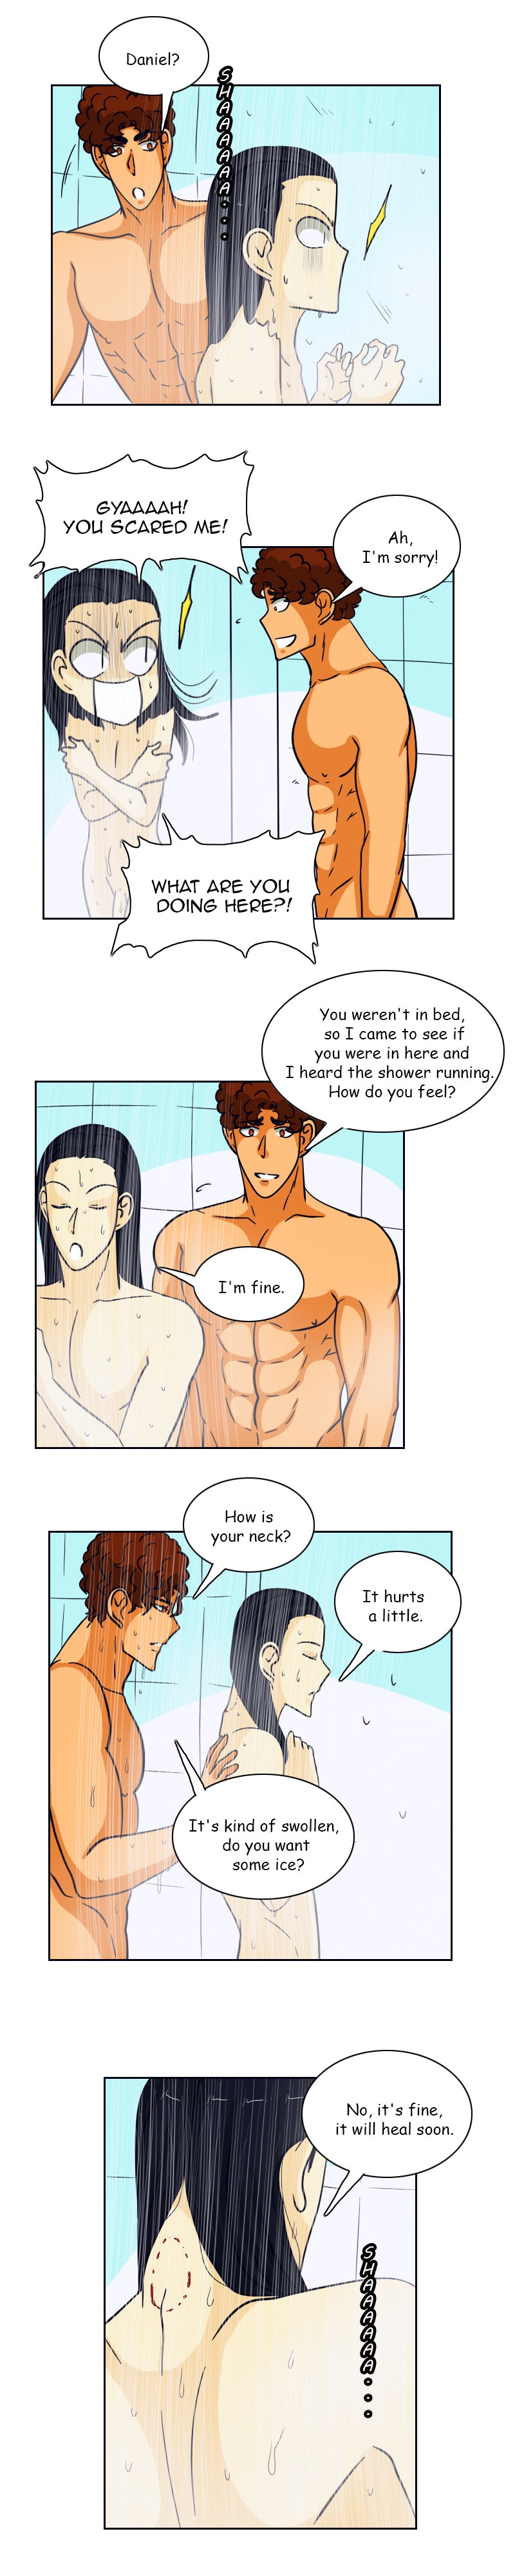 Daniel?
SHAAAAAA...
GYAAAAH!
YOU SCARED ME!
Ah,
I'm sorry!
WHAT ARE YOU
DOING HERE?!
You weren't in bed,
so I came to see if
you were in here and
I heard the shower running.
How do you feel?
I'm fine.
How is
your neck?
It hurts
a little.
It's kind of swollen,
do you want
some ice?
No, it's fine,
it will heal soon.
SHAAAAAA...